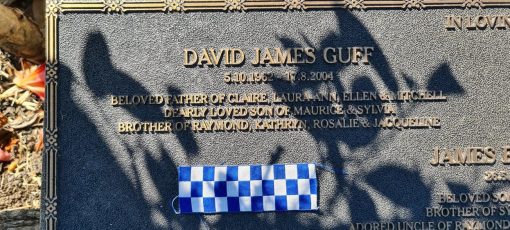 IN LOVIN
DAVID JAMES GUFF
5.10.1962 17.8.2004
BELOVED FATHER OF CLAIRE, LAURA-ANN, ELLEN & MITCHELL
DEARLY LOVED SON OF MAURICE & SYLVIA
BROTHER OF RAYMOND, KATHRYN, ROSALIE & JACQUELINE
JAMES
BELOVED SO
BROTHER OF SY
ADORED UNCLE OF RAYMOND